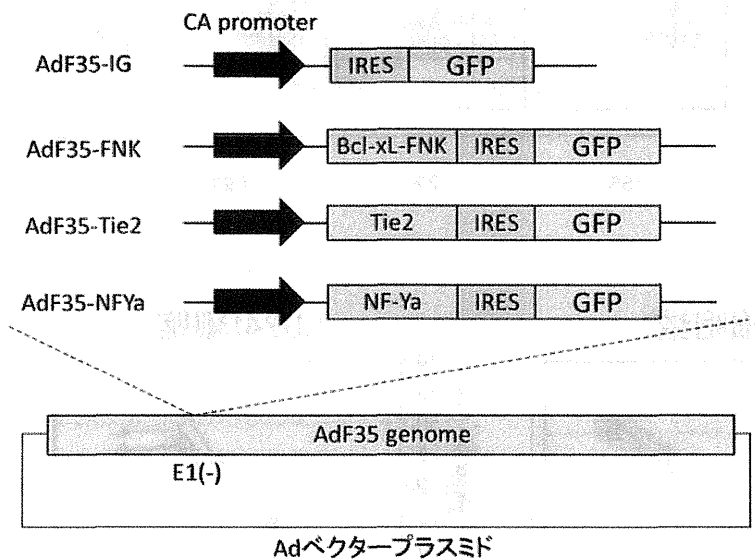 CA promoter
AdF35-IG
IRES GFP
AdF35-FNK
Bcl-xL-FNK IRES GFP
AdF35-Tie2
Tie2 IRES GFP
AdF35-NFYa
NF-Ya IRES GFP
AdF35 genome
E1(-)
Adベクタープラスミド